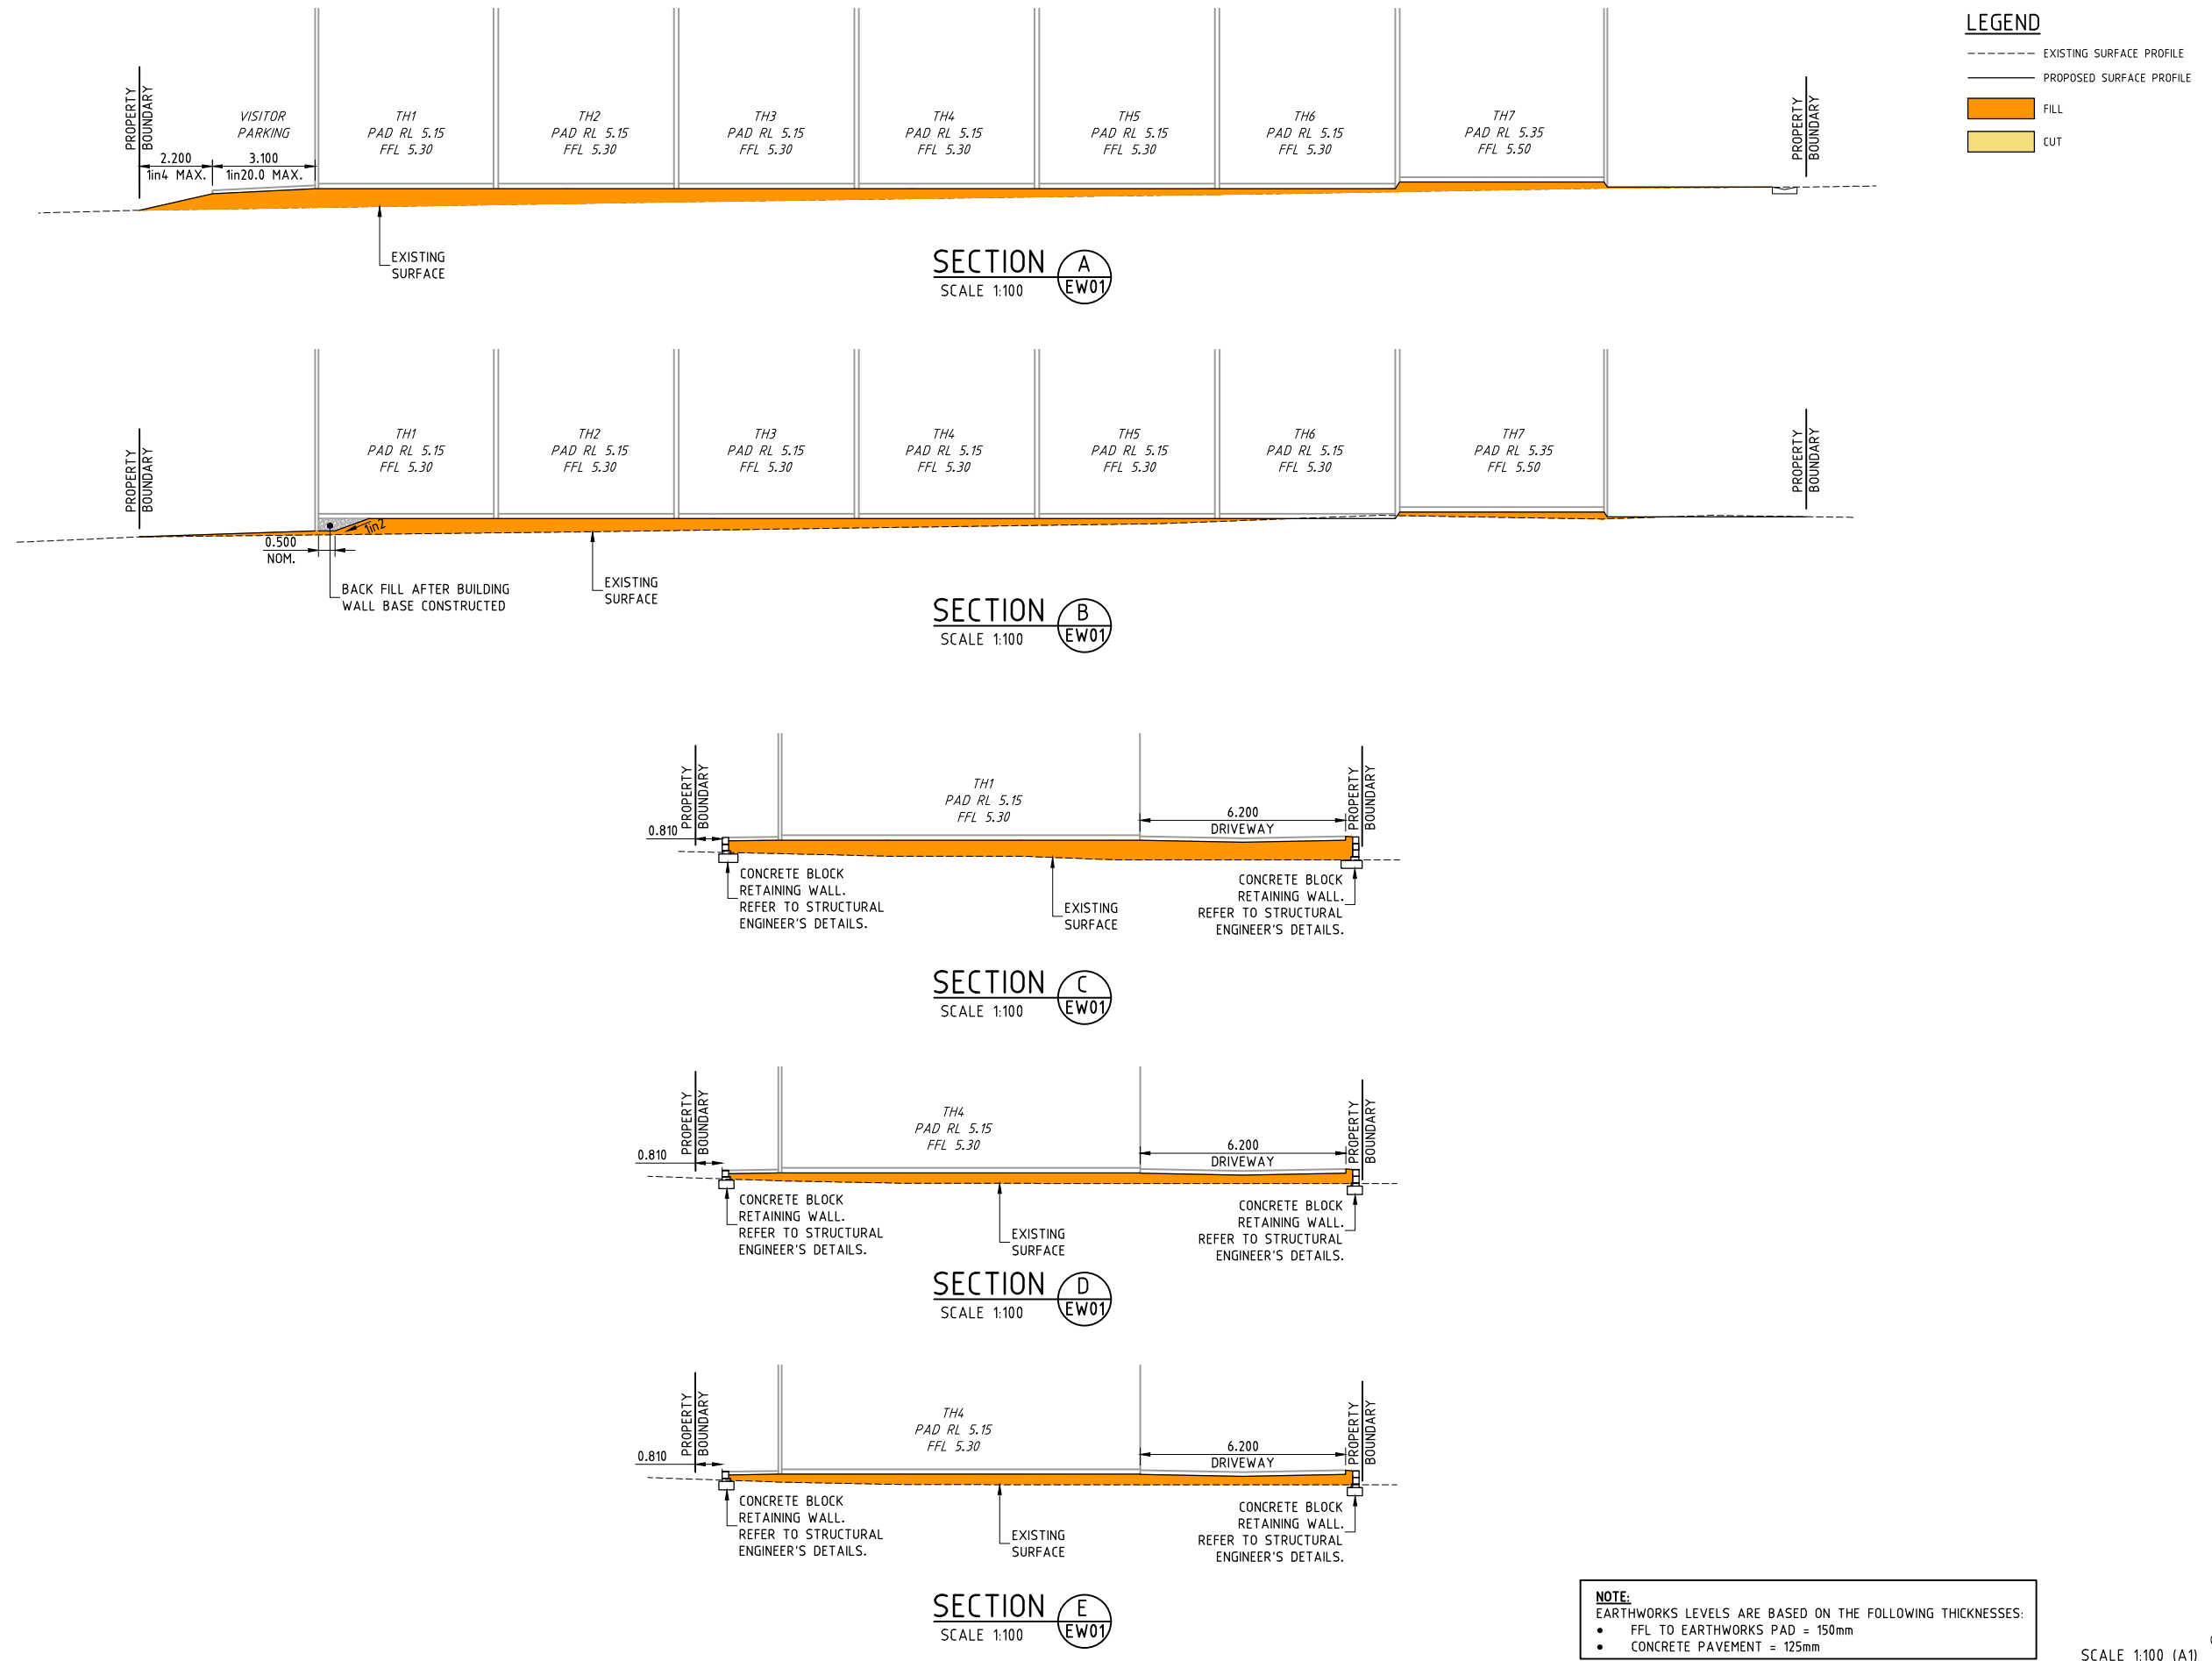 LEGEND
EXISTING SURFACE PROFILE
PROPOSED SURFACE PROFILE
FILL
CUT
PROPERTY
BOUNDARY
VISITOR
PARKING
2.200
1in4 MAX.
3.100
1in20.0 MAX.
TH1
PAD RL 5.15
FFL 5.30
TH2
PAD RL 5.15
FFL 5.30
TH3
PAD RL 5.15
FFL 5.30
TH4
PAD RL 5.15
FFL 5.30
TH5
PAD RL 5.15
FFL 5.30
TH6
PAD RL 5.15
FFL 5.30
TH7
PAD RL 5.35
FFL 5.50
PROPERTY
BOUNDARY
EXISTING
SURFACE
SECTION A
EW01
SCALE 1:100
PROPERTY
BOUNDARY
TH1
PAD RL 5.15
FFL 5.30
TH2
PAD RL 5.15
FFL 5.30
TH3
PAD RL 5.15
FFL 5.30
TH4
PAD RL 5.15
FFL 5.30
TH5
PAD RL 5.15
FFL 5.30
TH6
PAD RL 5.15
FFL 5.30
TH7
PAD RL 5.35
FFL 5.50
PROPERTY
BOUNDARY
1in2
0.500
NOM.
BACK FILL AFTER BUILDING
WALL BASE CONSTRUCTED
EXISTING
SURFACE
SECTION B
EW01
SCALE 1:100
PROPERTY
BOUNDARY
0.810
TH1
PAD RL 5.15
FFL 5.30
6.200
DRIVEWAY
PROPERTY
BOUNDARY
CONCRETE BLOCK
RETAINING WALL.
REFER TO STRUCTURAL
ENGINEER'S DETAILS.
EXISTING
SURFACE
CONCRETE BLOCK
RETAINING WALL.
REFER TO STRUCTURAL
ENGINEER'S DETAILS.
SECTION C
EW01
SCALE 1:100
PROPERTY
BOUNDARY
0.810
TH4
PAD RL 5.15
FFL 5.30
6.200
DRIVEWAY
PROPERTY
BOUNDARY
CONCRETE BLOCK
RETAINING WALL.
REFER TO STRUCTURAL
ENGINEER'S DETAILS.
EXISTING
SURFACE
CONCRETE BLOCK
RETAINING WALL.
REFER TO STRUCTURAL
ENGINEER'S DETAILS.
SECTION D
EW01
SCALE 1:100
PROPERTY
BOUNDARY
0.810
TH4
PAD RL 5.15
FFL 5.30
6.200
DRIVEWAY
PROPERTY
BOUNDARY
CONCRETE BLOCK
RETAINING WALL.
REFER TO STRUCTURAL
ENGINEER'S DETAILS.
EXISTING
SURFACE
CONCRETE BLOCK
RETAINING WALL.
REFER TO STRUCTURAL
ENGINEER'S DETAILS.
SECTION E
EW01
SCALE 1:100
NOTE:
EARTHWORKS LEVELS ARE BASED ON THE FOLLOWING THICKNESSES:
• FFL TO EARTHWORKS PAD = 150mm
• CONCRETE PAVEMENT = 125mm
SCALE 1:100 (A1)